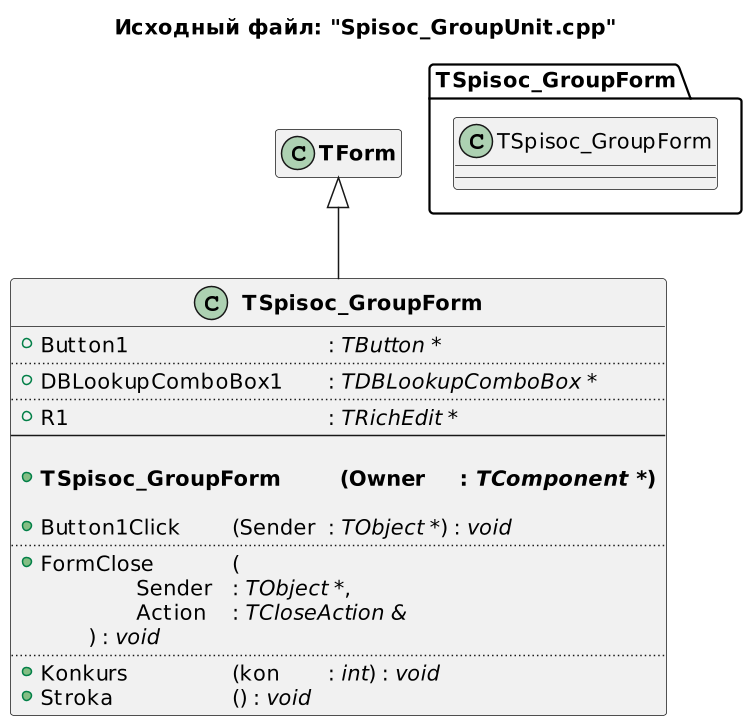 Исходный файл: "Spisoc_GroupUnit.cpp"
TSpisoc_GroupForm
C TSpisoc_GroupForm
C TForm
C TSpisoc_GroupForm
Button1 : TButton *
DBLookupComboBox1 : TDBLookupComboBox *
R1 : TRichEdit *
TSpisoc_GroupForm (Owner : TComponent *)
Button1Click (Sender : TObject *) : void
FormClose (
Sender : TObject *,
Action : TCloseAction &
) : void
Konkurs (kon : int) : void
Stroka () : void